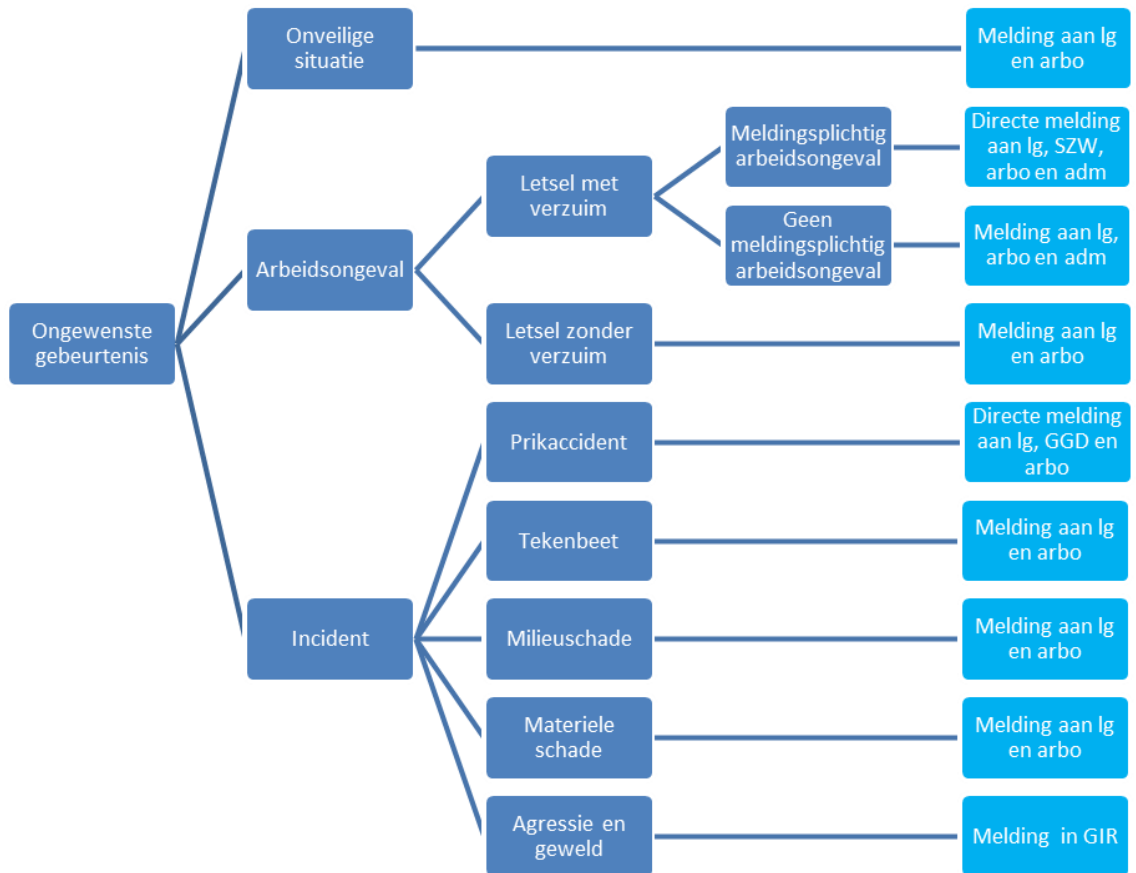 Onveilige
situatie
Melding aan lg
en arbo
Meldingsplichtig
arbeidsongeval
Directe melding
aan lg, SZW,
arbo en adm
Letsel met
verzuim
Geen
meldingsplichtig
arbeidsongeval
Melding aan lg,
arbo en adm
Arbeidsongeval
Ongewenste
gebeurtenis
Letsel zonder
verzuim
Melding aan lg
en arbo
Prikaccident
Directe melding
aan lg, GGD en
arbo
Tekenbeet
Melding aan lg
en arbo
Incident
Milieuschade
Melding aan lg
en arbo
Materiele
schade
Melding aan lg
en arbo
Agressie en
geweld
Melding in GIR